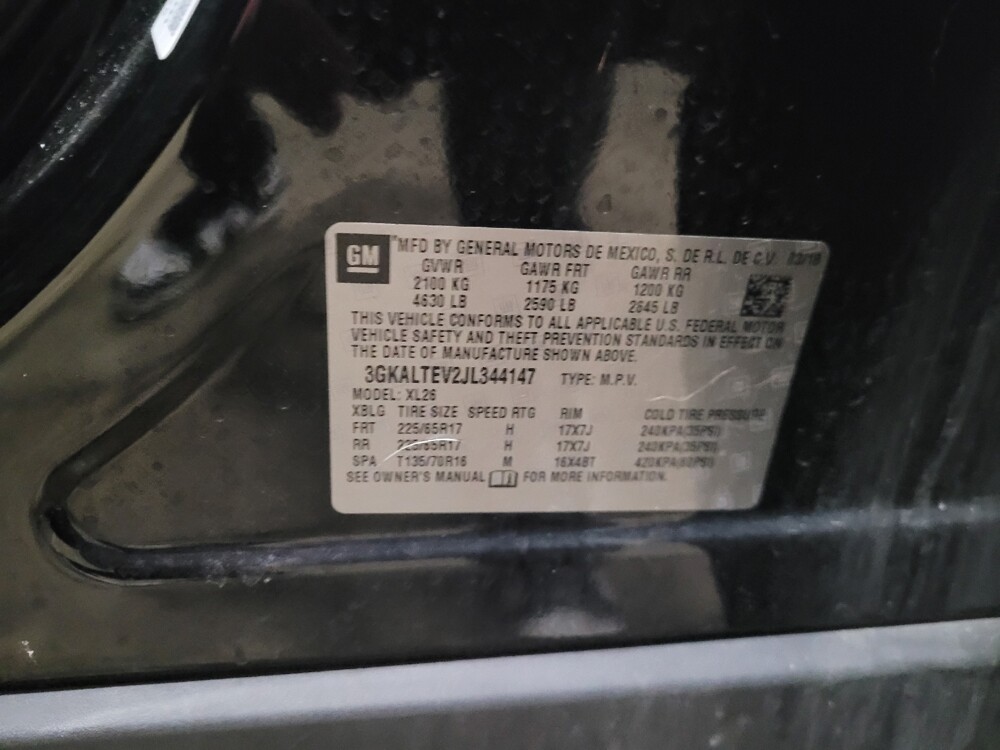 GM
MFD BY GENERAL MOTORS DE MEXICO, S. DE R.L. DE C.V. 03/18
GVWR GAWR FRT GAWR RR
2100 KG 1175 KG 1200 KG
4630 LB 2590 LB 2645 LB
THIS VEHICLE CONFORMS TO ALL APPLICABLE U.S. FEDERAL MOTOR
VEHICLE SAFETY AND THEFT PREVENTION STANDARDS IN EFFECT ON
THE DATE OF MANUFACTURE SHOWN ABOVE.
3GKALTEV2JL344147 TYPE: M.P.V.
MODEL: XL26
XBLG TIRE SIZE SPEED RTG RIM COLD TIRE PRESSURE
FRT 225/65R17 H 17X7J 240KPA(35PSI)
RR 225/65R17 H 17X7J 240KPA(35PSI)
SPA T135/70R16 M 16X4BT 420KPA(60PSI)
SEE OWNER'S MANUAL FOR MORE INFORMATION.